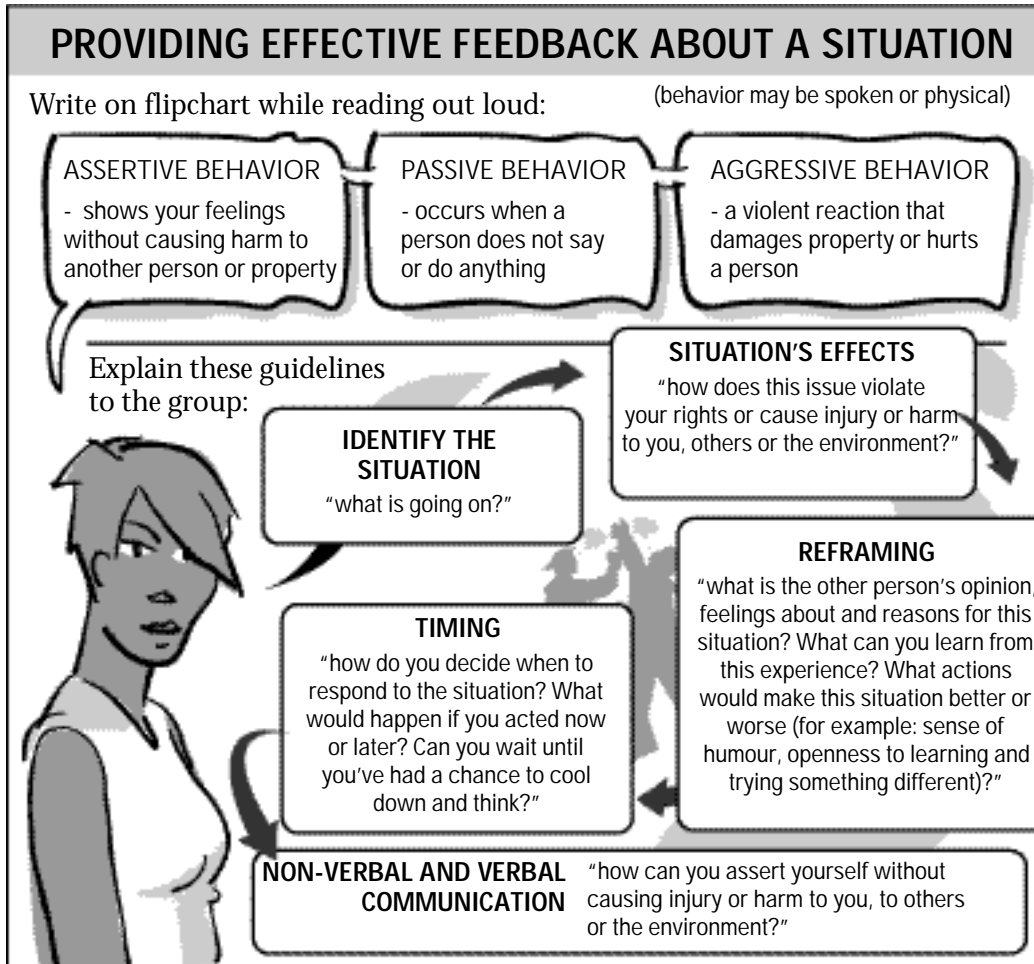 PROVIDING EFFECTIVE FEEDBACK ABOUT A SITUATION
Write on flipchart while reading out loud:
(behavior may be spoken or physical)
ASSERTIVE BEHAVIOR
- shows your feelings
without causing harm to
another person or property
PASSIVE BEHAVIOR
- occurs when a
person does not say
or do anything
AGGRESSIVE BEHAVIOR
- a violent reaction that
damages property or hurts
a person
Explain these guidelines
to the group:
IDENTIFY THE
SITUATION
“what is going on?”
SITUATION'S EFFECTS
“how does this issue violate
your rights or cause injury or harm
to you, others or the environment?”
REFRAMING
“what is the other person's opinion,
feelings about and reasons for this
situation? What can you learn from
this experience? What actions
would make this situation better or
worse (for example: sense of
humour, openness to learning and
trying something different)?”
TIMING
“how do you decide when to
respond to the situation? What
would happen if you acted now
or later? Can you wait until
you've had a chance to cool
down and think?”
NON-VERBAL AND VERBAL
COMMUNICATION
“how can you assert yourself without
causing injury or harm to you, to others
or the environment?”